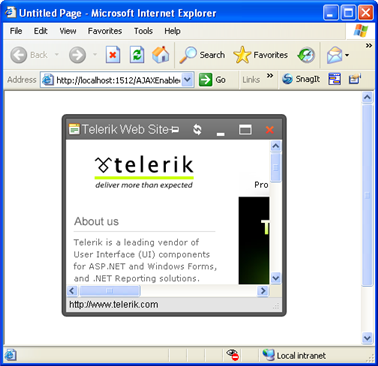 Untitled Page - Microsoft Internet Explorer
File Edit View Favorites Tools Help
Back Search Favorites
Address http://localhost:1512/AJAXEnable Go Links SnagIt
Telerik Web Site
telerik
deliver more than expected
Pro
About us
T
Telerik is a leading vendor of
User Interface (UI) components
for ASP.NET and Windows Forms,
and .NET Reporting solutions.
http://www.telerik.com
Local intranet